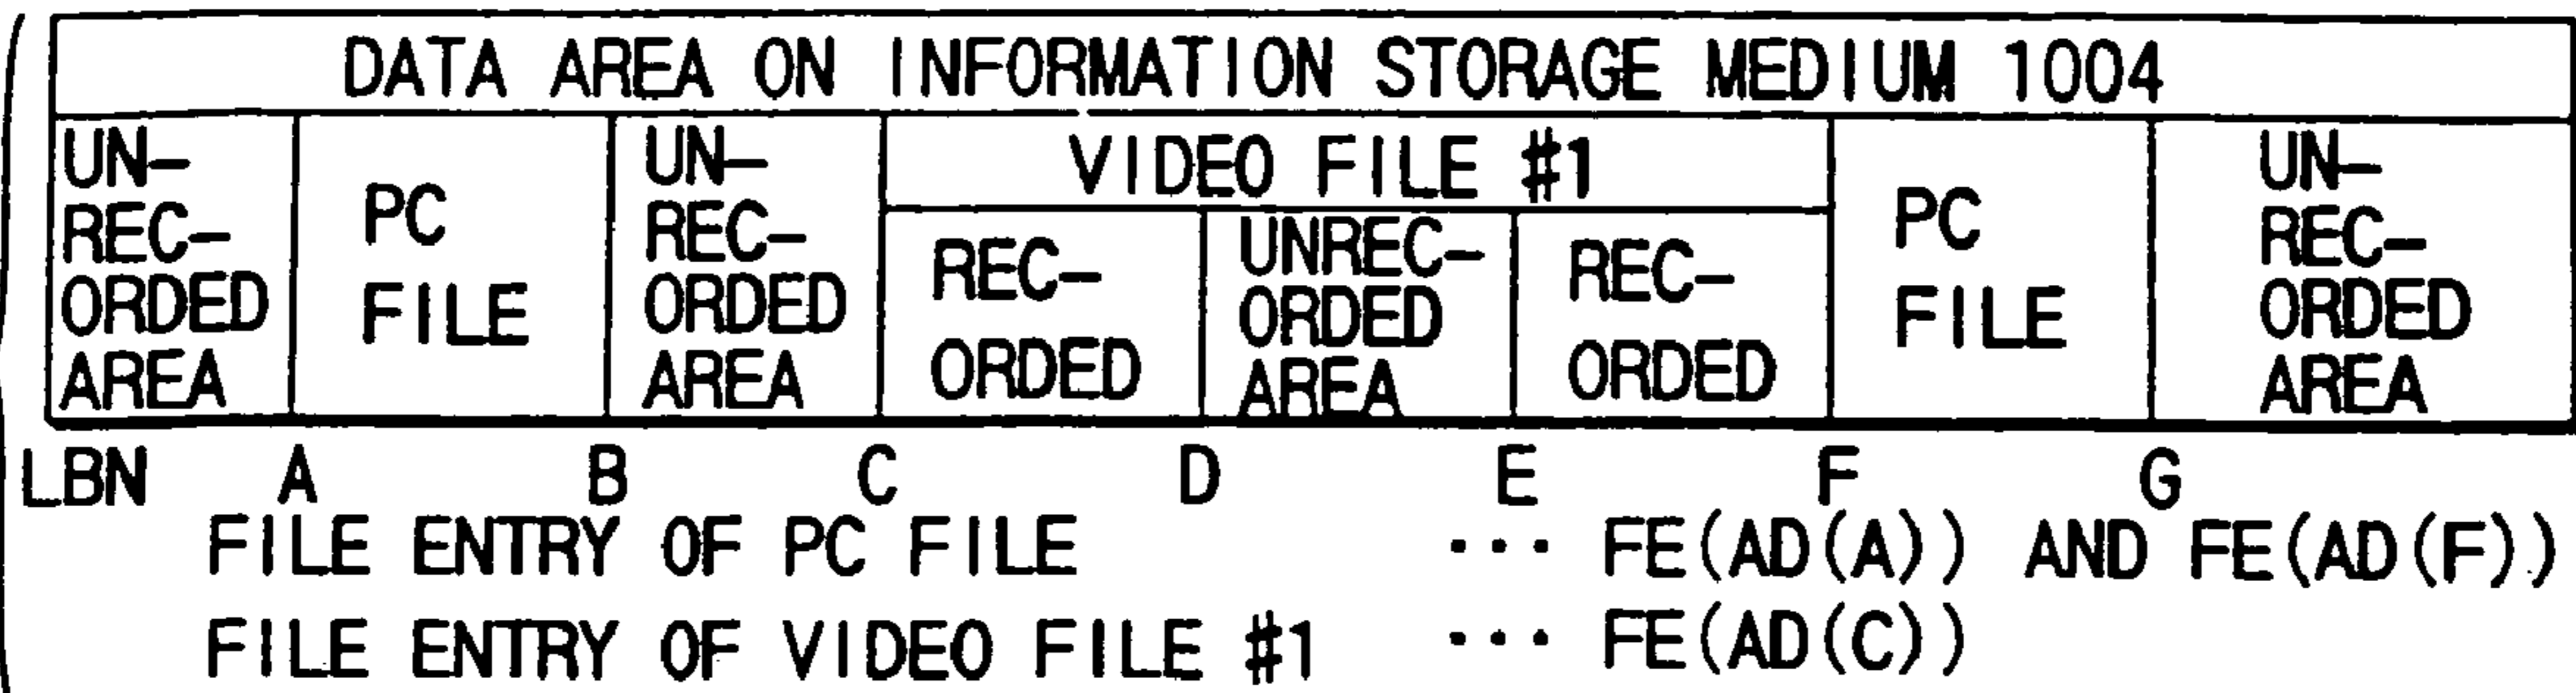 DATA AREA ON INFORMATION STORAGE MEDIUM 1004
UN-
REC-
ORDED
AREA
PC
FILE
UN-
REC-
ORDED
AREA
VIDEO FILE #1
REC-
ORDED
UNREC-
ORDED
AREA
REC-
ORDED
PC
FILE
UN-
REC-
ORDED
AREA
LBN A B C D E F G
FILE ENTRY OF PC FILE ··· FE(AD(A)) AND FE(AD(F))
FILE ENTRY OF VIDEO FILE #1 ··· FE(AD(C))